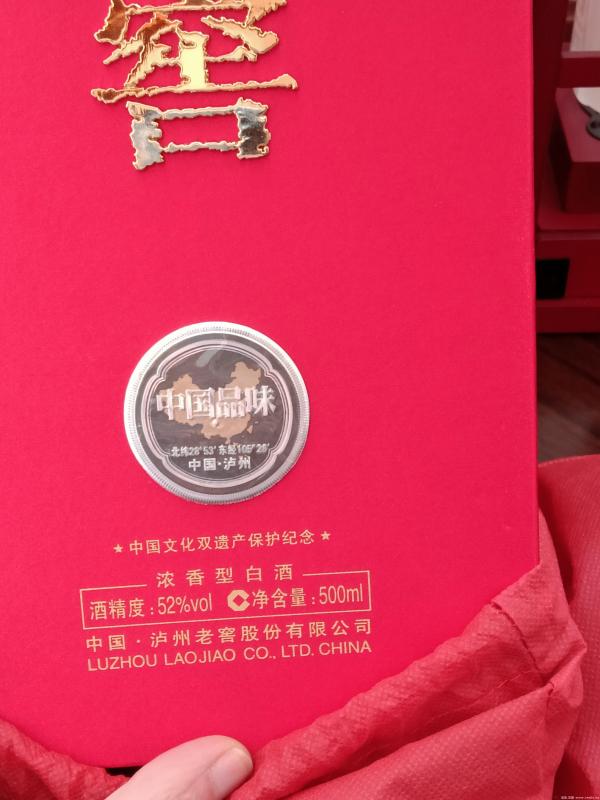 中国品味
北纬28°53′东经105°26′
中国·泸州
★中国文化双遗产保护纪念★
浓香型白酒
酒精度:52%vol 净含量:500ml
中国·泸州老窖股份有限公司
LUZHOU LAOJIAO CO., LTD. CHINA